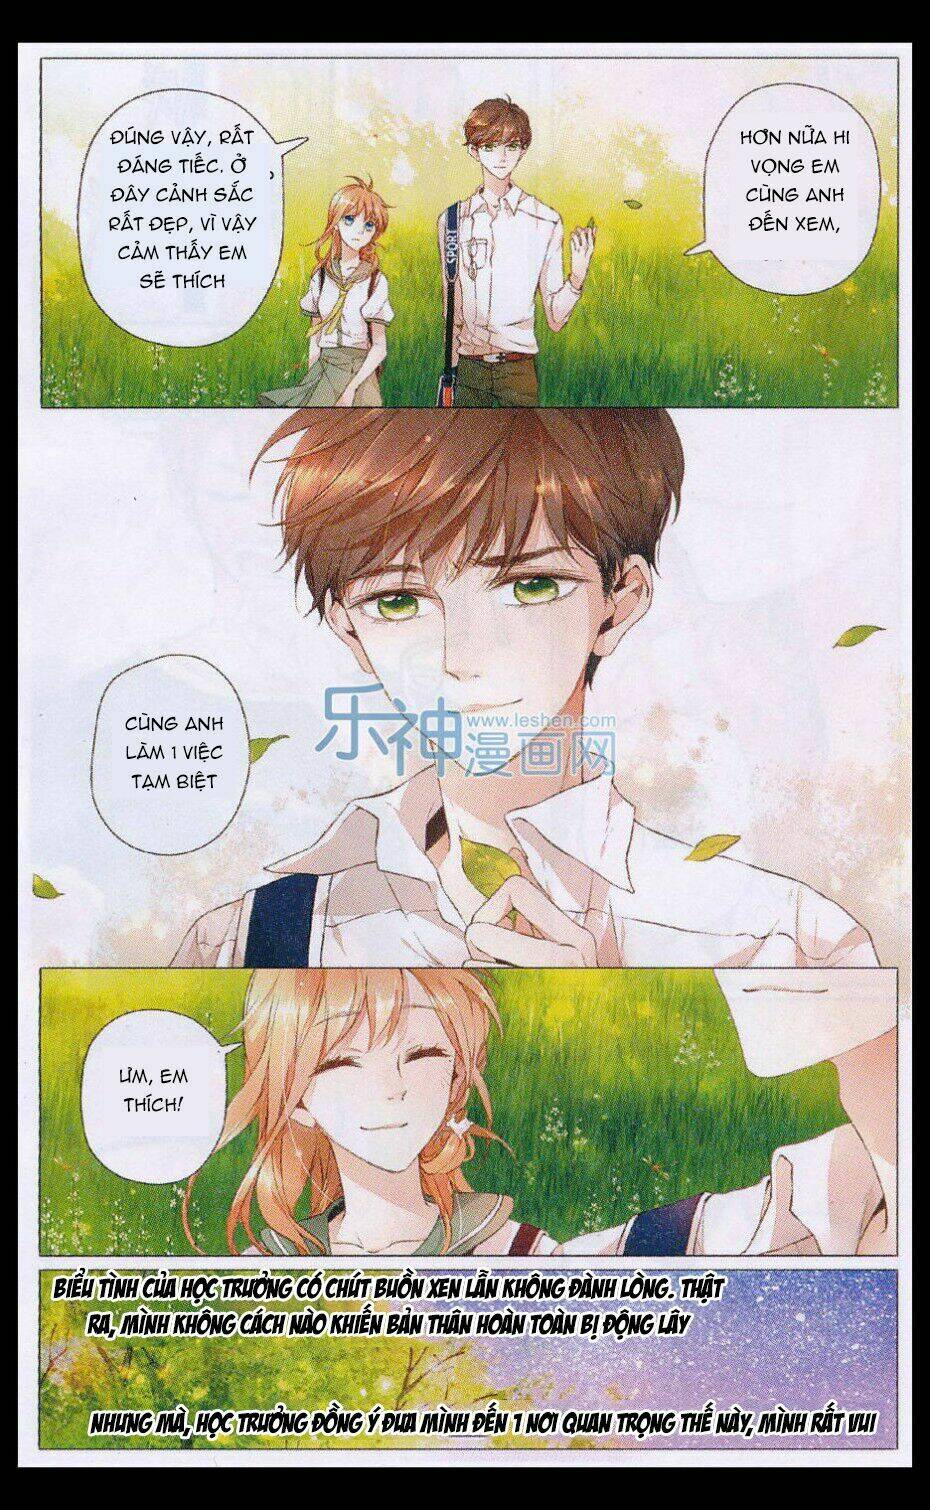 ĐÚNG VẬY, RẤT
ĐÁNG TIẾC. Ở
ĐÂY CẢNH SẮC
RẤT ĐẸP, VÌ VẬY
CẢM THẤY EM
SẼ THÍCH
HƠN NỮA HI
VỌNG EM
CÙNG ANH
ĐẾN XEM,
SPORT
CÙNG ANH
LÀM 1 VIỆC
TẠM BIỆT
乐神 www.leshen.com
漫画网
ƯM, EM
THÍCH!
BIỂU TÌNH CỦA HỌC TRƯỞNG CÓ CHÚT BUỒN XEN LẪN KHÔNG ĐÀNH LÒNG. THẬT
RA, MÌNH KHÔNG CÁCH NÀO KHIẾN BẢN THÂN HOÀN TOÀN BỊ ĐỘNG LÂY
NHƯNG MÀ, HỌC TRƯỞNG ĐỒNG Ý ĐƯA MÌNH ĐẾN 1 NƠI QUAN TRỌNG THẾ NÀY, MÌNH RẤT VUI